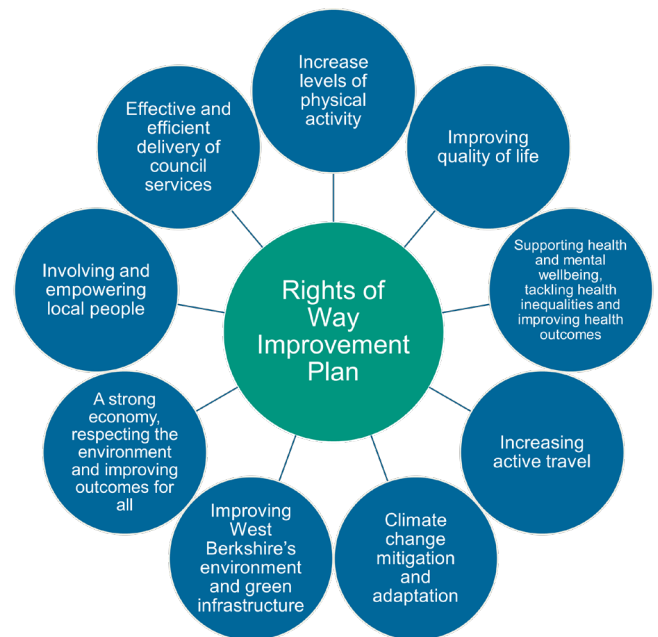 Increase
levels of
physical
activity
Improving
quality of life
Supporting health
and mental
wellbeing,
tackling health
inequalities and
improving health
outcomes
Increasing
active travel
Climate
change
mitigation
and
adaptation
Improving
West
Berkshire's
environment
and green
infrastructure
A strong
economy,
respecting the
environment
and improving
outcomes for
all
Involving and
empowering
local people
Effective and
efficient
delivery of
council
services
Rights of
Way
Improvement
Plan